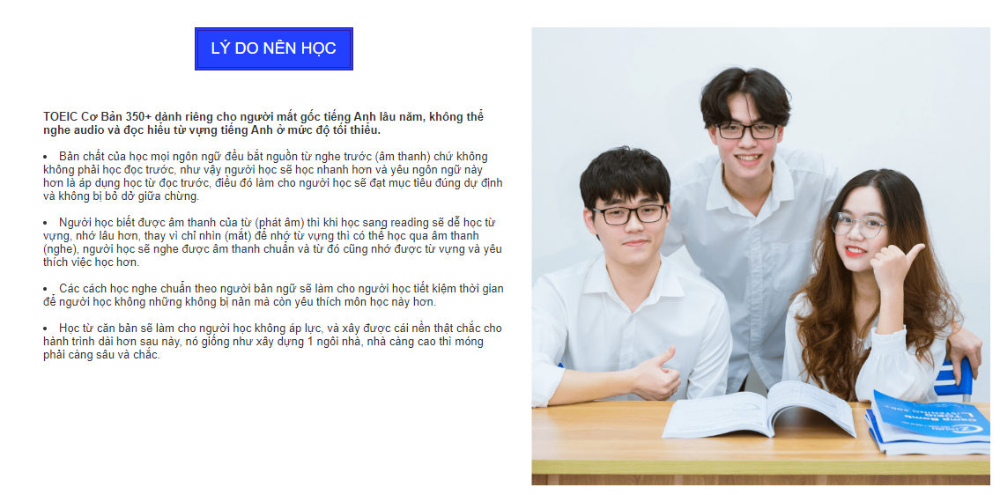 LÝ DO NÊN HỌC
TOEIC Cơ Bản 350+ dành riêng cho người mất gốc tiếng Anh lâu năm, không thể
nghe audio và đọc hiểu từ vựng tiếng Anh ở mức độ tối thiểu.
• Bản chất của học mọi ngôn ngữ đều bắt nguồn từ nghe trước (âm thanh) chứ không
không phải học đọc trước, như vậy người học sẽ học nhanh hơn và yêu ngôn ngữ này
hơn là áp dụng học từ đọc trước, điều đó làm cho người học sẽ đạt mục tiêu đúng dự định
và không bị bỏ dở giữa chừng.
• Người học biết được âm thanh của từ (phát âm) thì khi học sang reading sẽ dễ học từ
vựng, nhớ lâu hơn, thay vì chỉ nhìn (mắt) để nhớ từ vựng thì có thể học qua âm thanh
(nghe), người học sẽ nghe được âm thanh chuẩn và từ đó cũng nhớ được từ vựng và yêu
thích việc học hơn.
• Các cách học nghe chuẩn theo người bản ngữ sẽ làm cho người học tiết kiệm thời gian
để người học không những không bị nản mà còn yêu thích môn học này hơn.
• Học từ căn bản sẽ làm cho người học không áp lực, và xây được cái nền thật chắc cho
hành trình dài hơn sau này, nó giống như xây dựng 1 ngôi nhà, nhà càng cao thì móng
phải càng sâu và chắc.
Comp Bomb
TOEIC